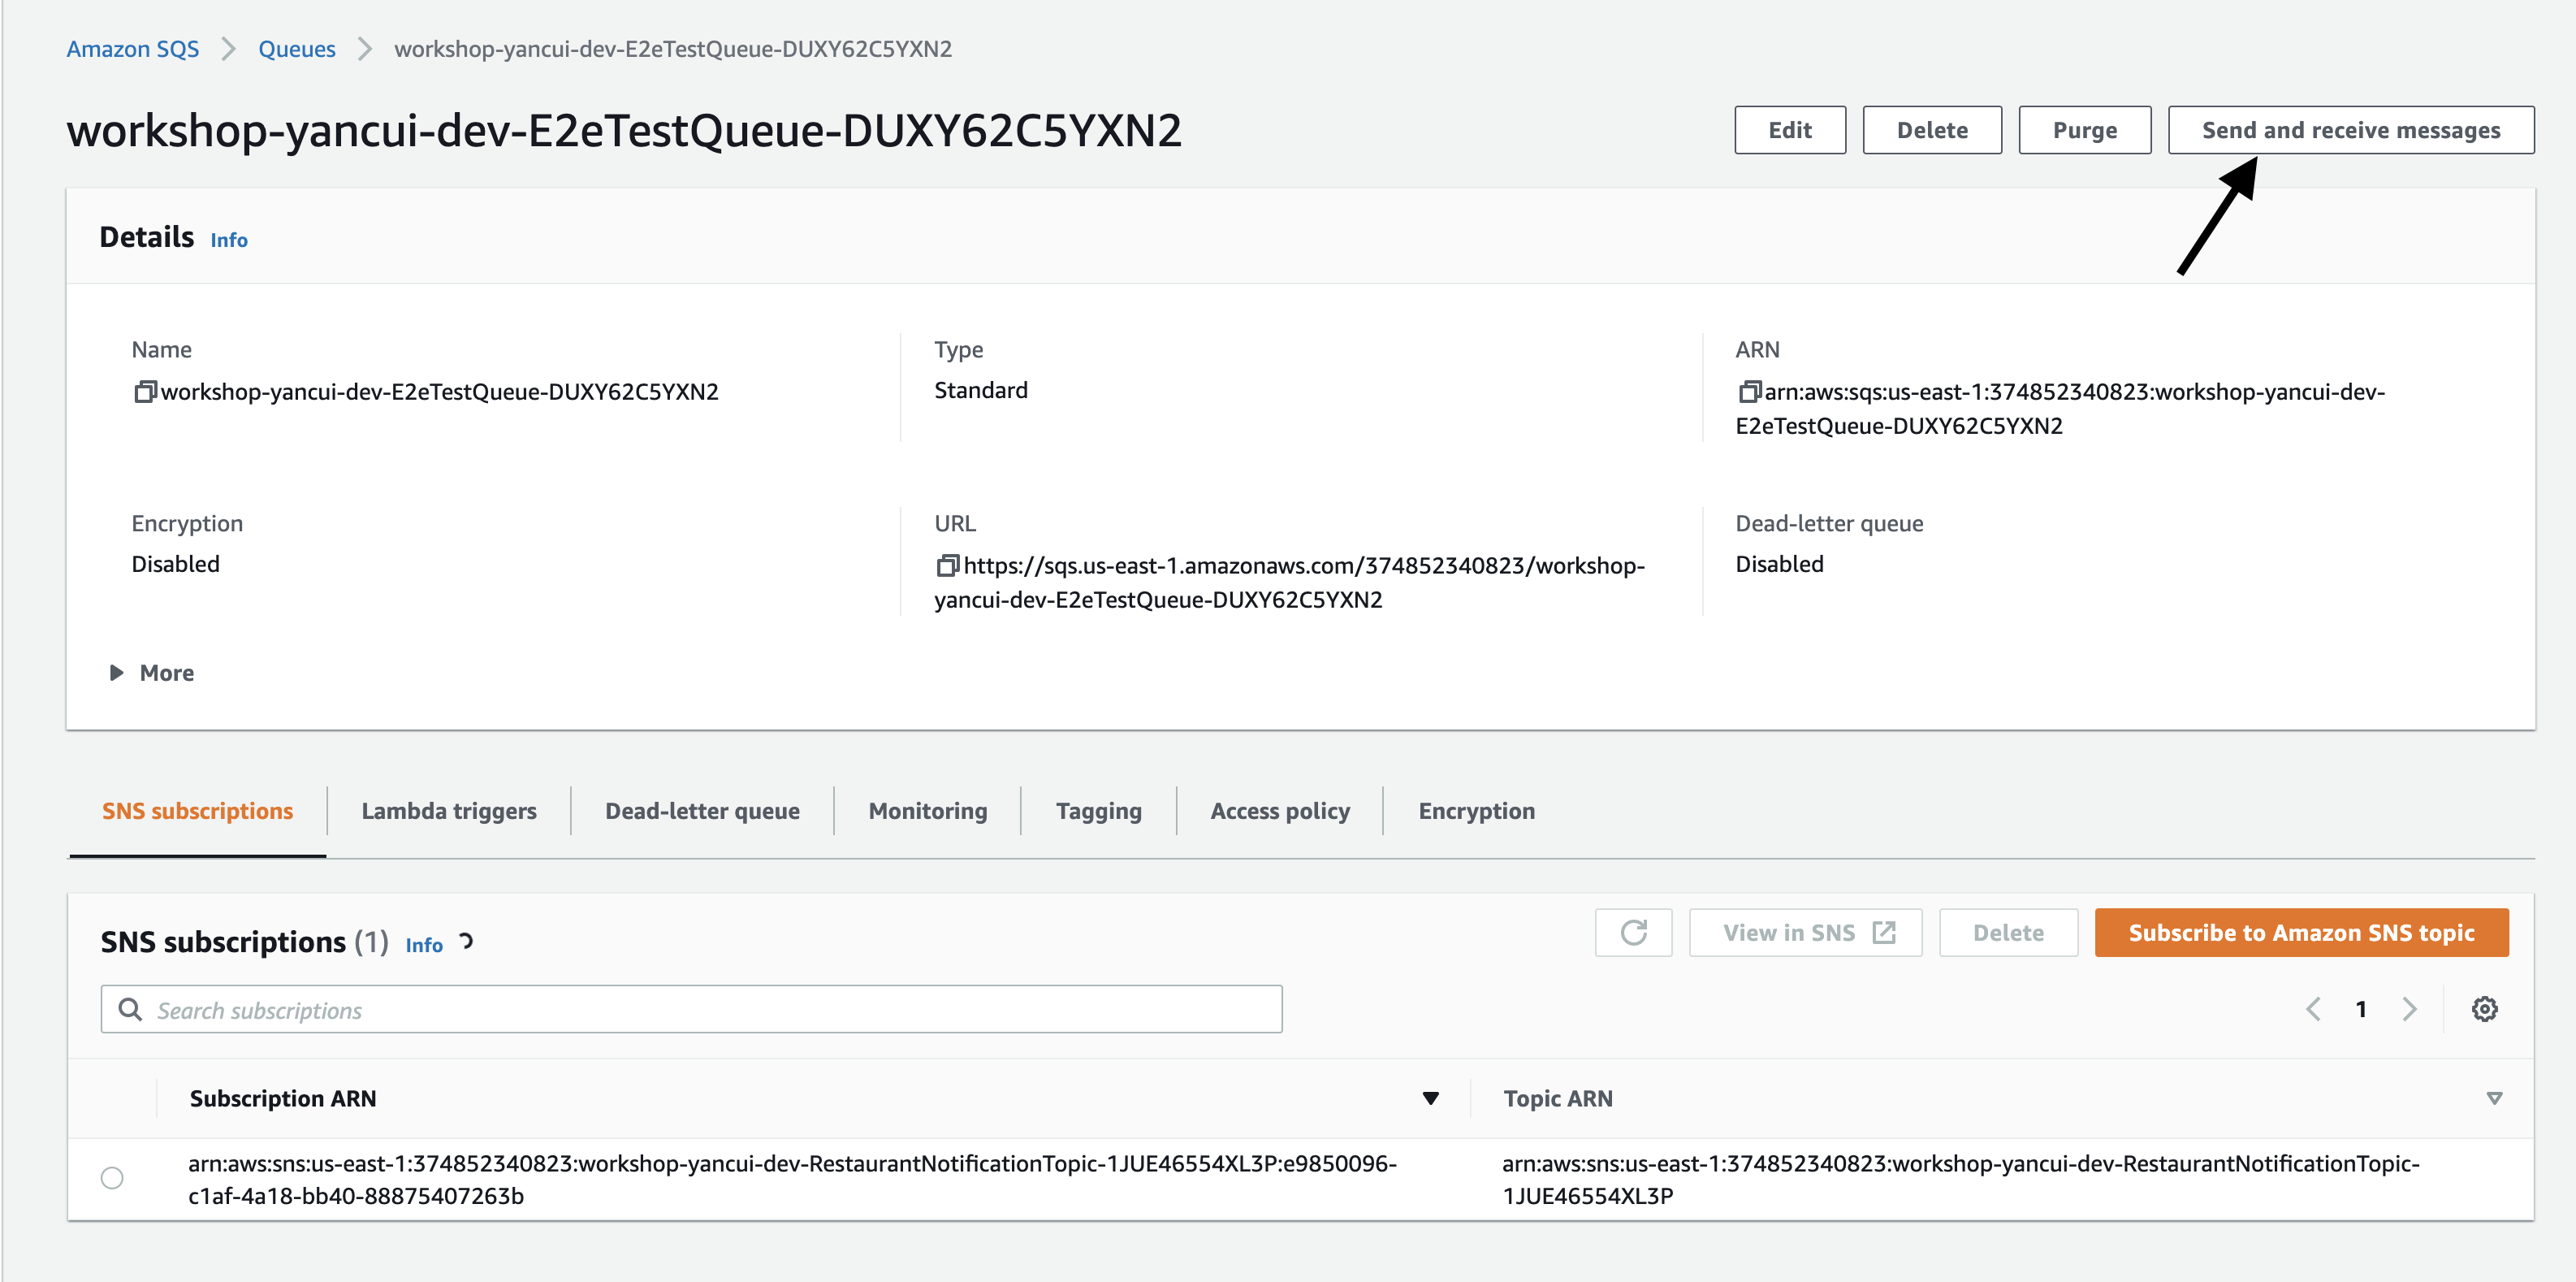 Amazon SQS > Queues > workshop-yancui-dev-E2eTestQueue-DUXY62C5YXN2
workshop-yancui-dev-E2eTestQueue-DUXY62C5YXN2
Edit
Delete
Purge
Send and receive messages
Details Info
Name
workshop-yancui-dev-E2eTestQueue-DUXY62C5YXN2
Type
Standard
ARN
arn:aws:sqs:us-east-1:374852340823:workshop-yancui-dev-
E2eTestQueue-DUXY62C5YXN2
Encryption
Disabled
URL
https://sqs.us-east-1.amazonaws.com/374852340823/workshop-
yancui-dev-E2eTestQueue-DUXY62C5YXN2
Dead-letter queue
Disabled
More
SNS subscriptions
Lambda triggers
Dead-letter queue
Monitoring
Tagging
Access policy
Encryption
SNS subscriptions (1) Info
View in SNS
Delete
Subscribe to Amazon SNS topic
Search subscriptions
1
Subscription ARN
Topic ARN
arn:aws:sns:us-east-1:374852340823:workshop-yancui-dev-RestaurantNotificationTopic-1JUE46554XL3P:e9850096-
c1af-4a18-bb40-88875407263b
arn:aws:sns:us-east-1:374852340823:workshop-yancui-dev-RestaurantNotificationTopic-
1JUE46554XL3P